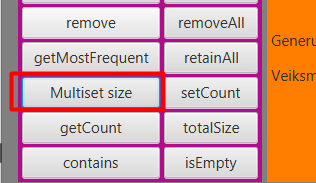 remove removeAll
Generu
getMostFrequent retainAll
Veiksm
Multiset size setCount
getCount totalSize
contains isEmpty